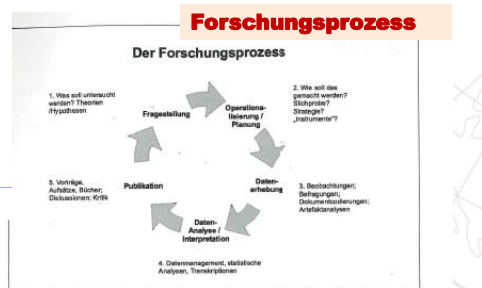 Forschungsprozess
Der Forschungsprozess
1. Was soll untersucht
werden? Theorien
/Hypothesen
Fragestellung
Operationa-
lisierung /
Planung
2. Wie soll das
gemacht werden?
Stichprobe?
Strategie?
„Instrumente"?
Daten-
erhebung
3. Beobachtungen;
Befragungen;
Dokumentsodierungen;
Artefaktanalysen
Daten-
Analyse /
Interpretation
4. Datenmanagement, statistische
Analysen, Transkriptionen
Publikation
5. Vorträge,
Aufsätze, Bücher;
Diskussionen; Kritik